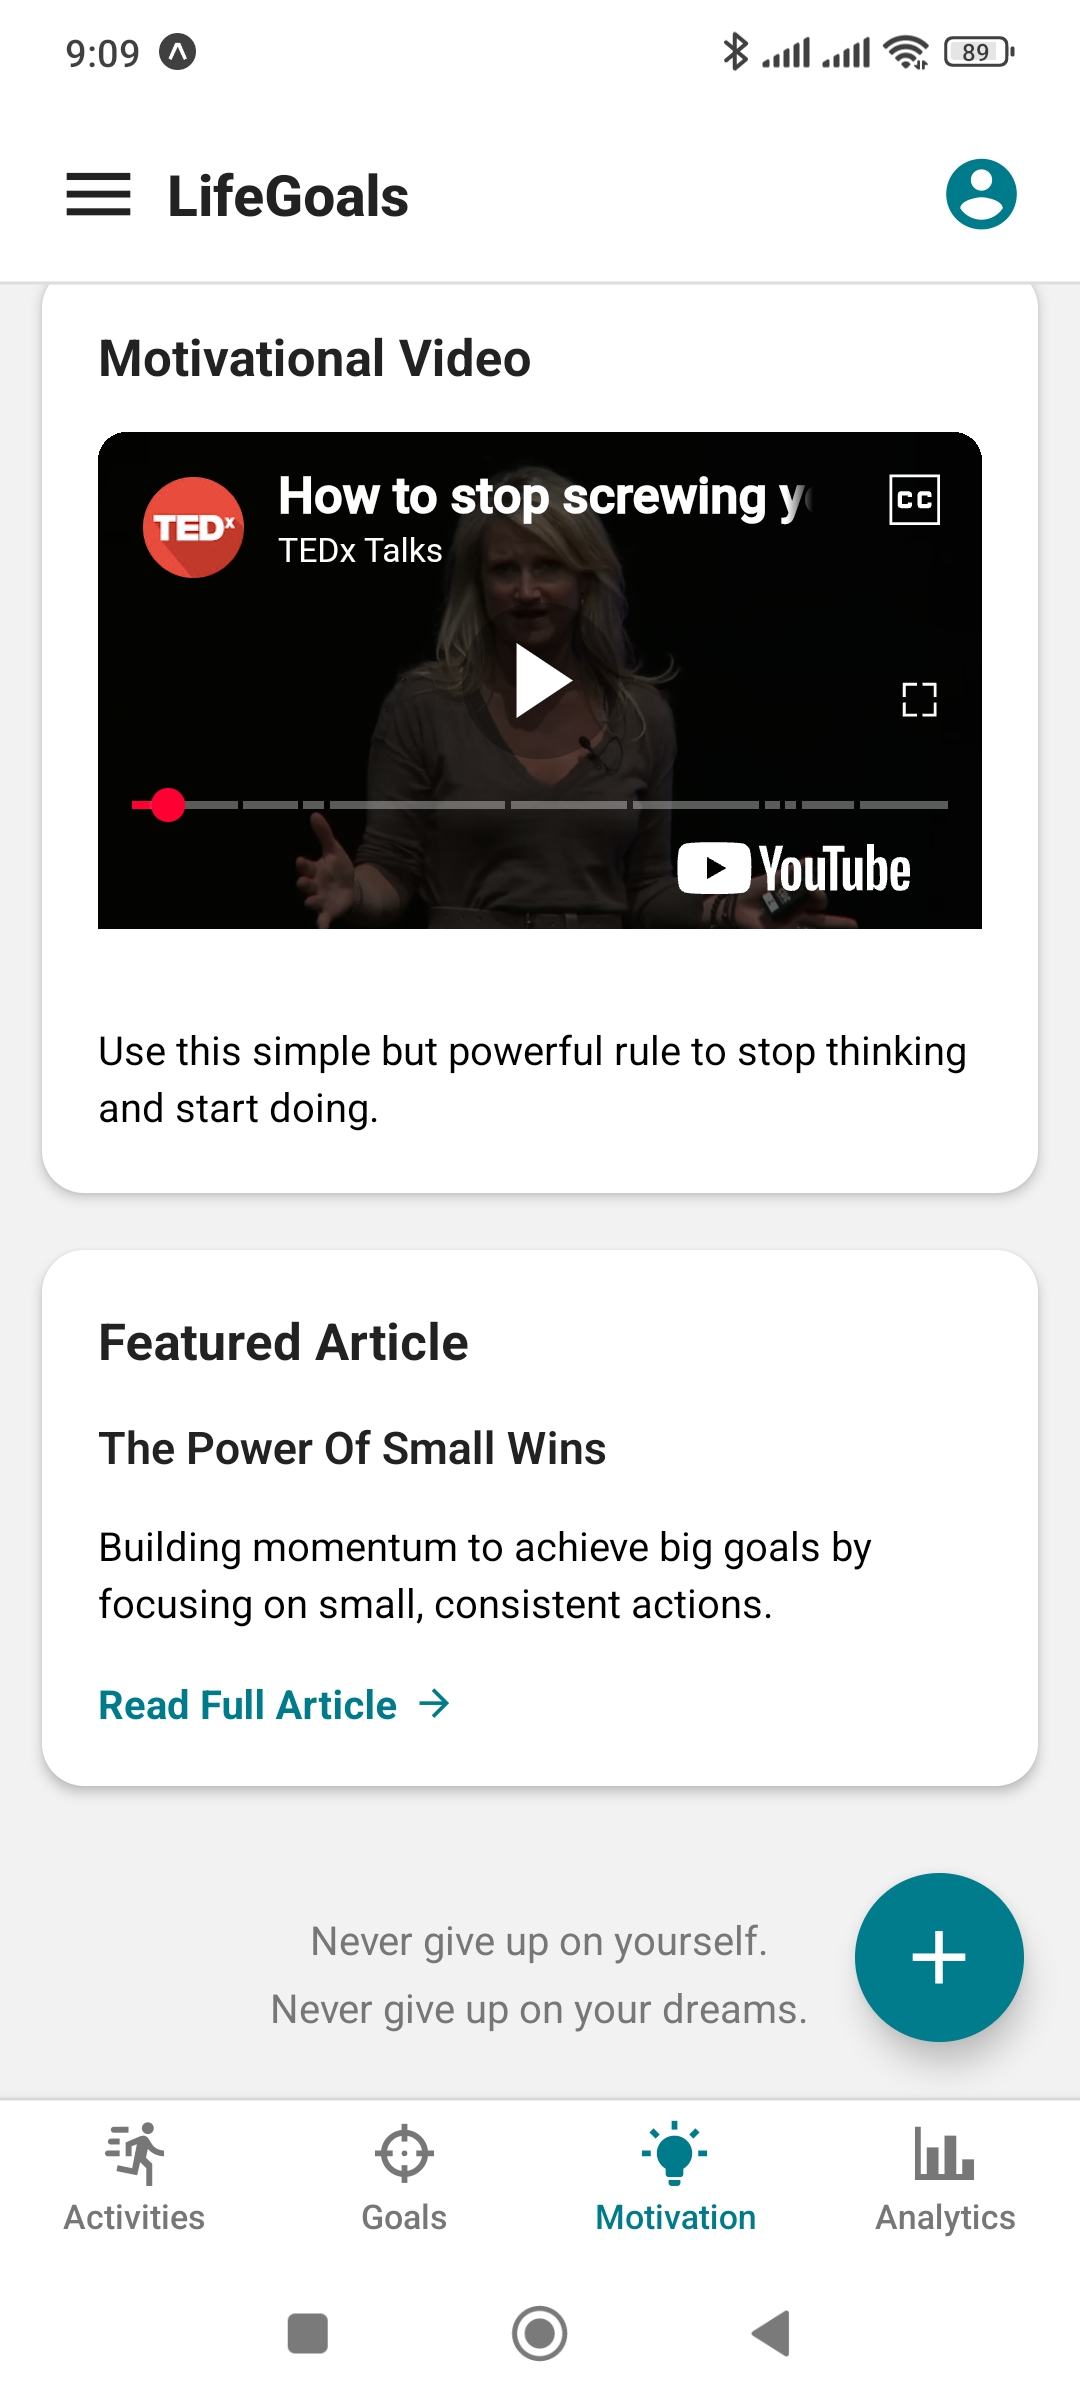 9:09
89
LifeGoals
Motivational Video
TEDx
How to stop screwing
CC
TEDx Talks
YouTube
Use this simple but powerful rule to stop thinking
and start doing.
Featured Article
The Power Of Small Wins
Building momentum to achieve big goals by
focusing on small, consistent actions.
Read Full Article →
Never give up on yourself.
Never give up on your dreams.
Activities
Goals
Motivation
Analytics